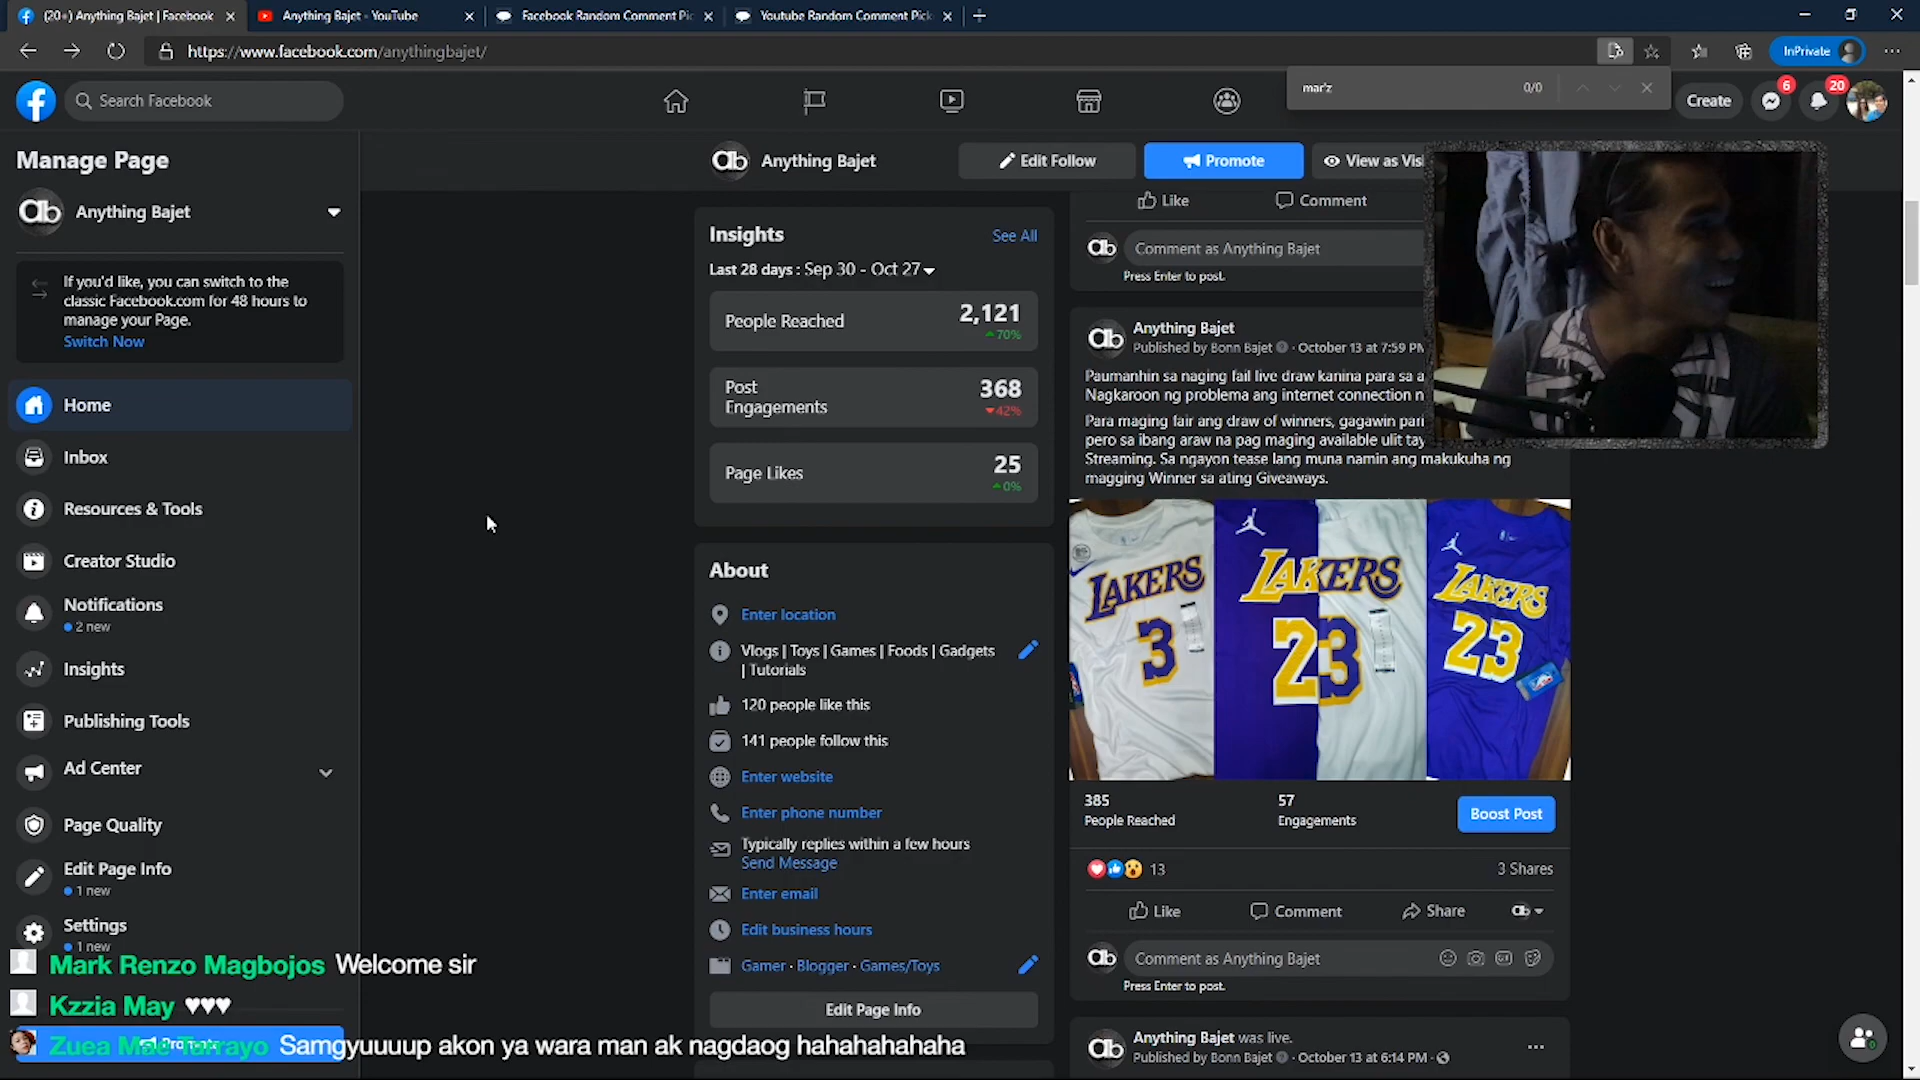 (20+) Anything Bajet | Facebook
Anything Bajet - YouTube
Facebook Random Comment Pic
Youtube Random Comment Pick
https://www.facebook.com/anythingbajet/
InPrivate
Search Facebook
mar'z
0/0
Create
6
20
Manage Page
Anything Bajet
If you'd like, you can switch to the
classic Facebook.com for 48 hours to
manage your Page.
Switch Now
Home
Inbox
Resources & Tools
Creator Studio
Notifications
2 new
Insights
Publishing Tools
Ad Center
Page Quality
Edit Page Info
1 new
Settings
1 new
Promote
Anything Bajet
Edit Follow
Promote
View as Visi
Insights
See All
Last 28 days : Sep 30 - Oct 27
People Reached
2,121
70%
Post
Engagements
368
42%
Page Likes
25
0%
About
Enter location
Vlogs | Toys | Games | Foods | Gadgets
| Tutorials
120 people like this
141 people follow this
Enter website
Enter phone number
Typically replies within a few hours
Send Message
Enter email
Edit business hours
Gamer · Blogger · Games/Toys
Edit Page Info
Like
Comment
Comment as Anything Bajet
Press Enter to post.
Anything Bajet
Published by Bonn Bajet · October 13 at 7:59 PM
Paumanhin sa naging fail live draw kanina para sa a
Nagkaroon ng problema ang internet connection n
Para maging fair ang draw of winners, gagawin pari
pero sa ibang araw na pag maging available ulit tay
Streaming. Sa ngayon tease lang muna namin ang makukuha ng
magging Winner sa ating Giveaways.
LAKERS
3
LAKERS
23
LAKERS
23
385
People Reached
57
Engagements
Boost Post
13
3 Shares
Like
Comment
Share
Comment as Anything Bajet
Press Enter to post.
Anything Bajet was live.
Published by Bonn Bajet · October 13 at 6:14 PM ·
Mark Renzo Magbojos Welcome sir
Kzzia May ♥♥♥
Zuea Mae Turrayo Samgyuuuup akon ya wara man ak nagdaog hahahahahaha